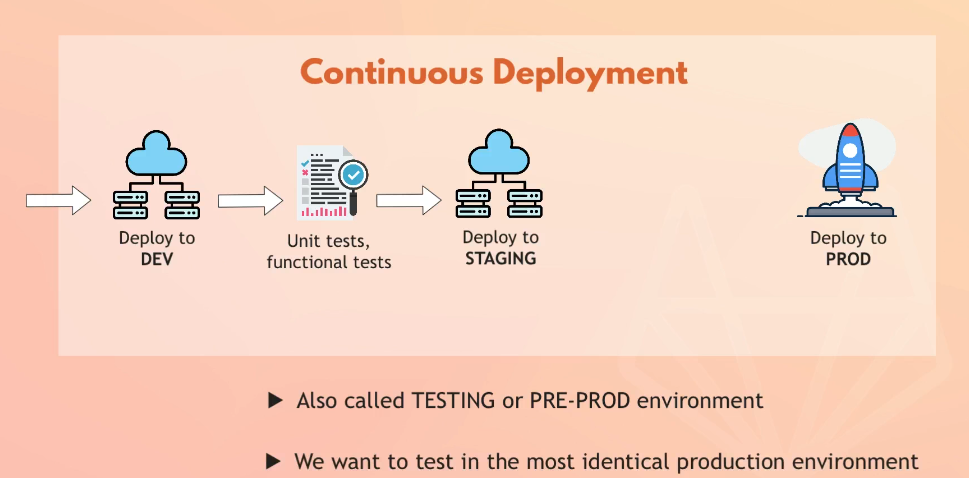 Continuous Deployment
Deploy to
DEV
Unit tests,
functional tests
Deploy to
STAGING
Deploy to
PROD
Also called TESTING or PRE-PROD environment
We want to test in the most identical production environment